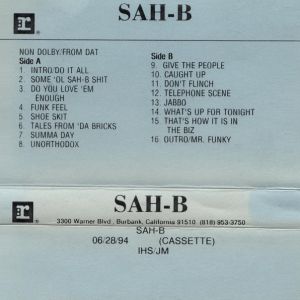 SAH-B
NON DOLBY/FROM DAT
Side A
1. INTRO/DO IT ALL
2. SOME 'OL SAH-B SHIT
3. DO YOU LOVE 'EM
ENOUGH
4. FUNK FEEL
5. SHOE SKIT
6. TALES FROM 'DA BRICKS
7. SUMMA DAY
8. UNORTHODOX
Side B
9. GIVE THE PEOPLE
10. CAUGHT UP
11. DON'T FLINCH
12. TELEPHONE SCENE
13. JABBO
14. WHAT'S UP FOR TONIGHT
15. THAT'S HOW IT IS IN
THE BIZ
16. OUTRO/MR. FUNKY
SAH-B
3300 Warner Blvd., Burbank, California 91510 (818) 953-3750
SAH-B
06/28/94 (CASSETTE)
IHS/JM